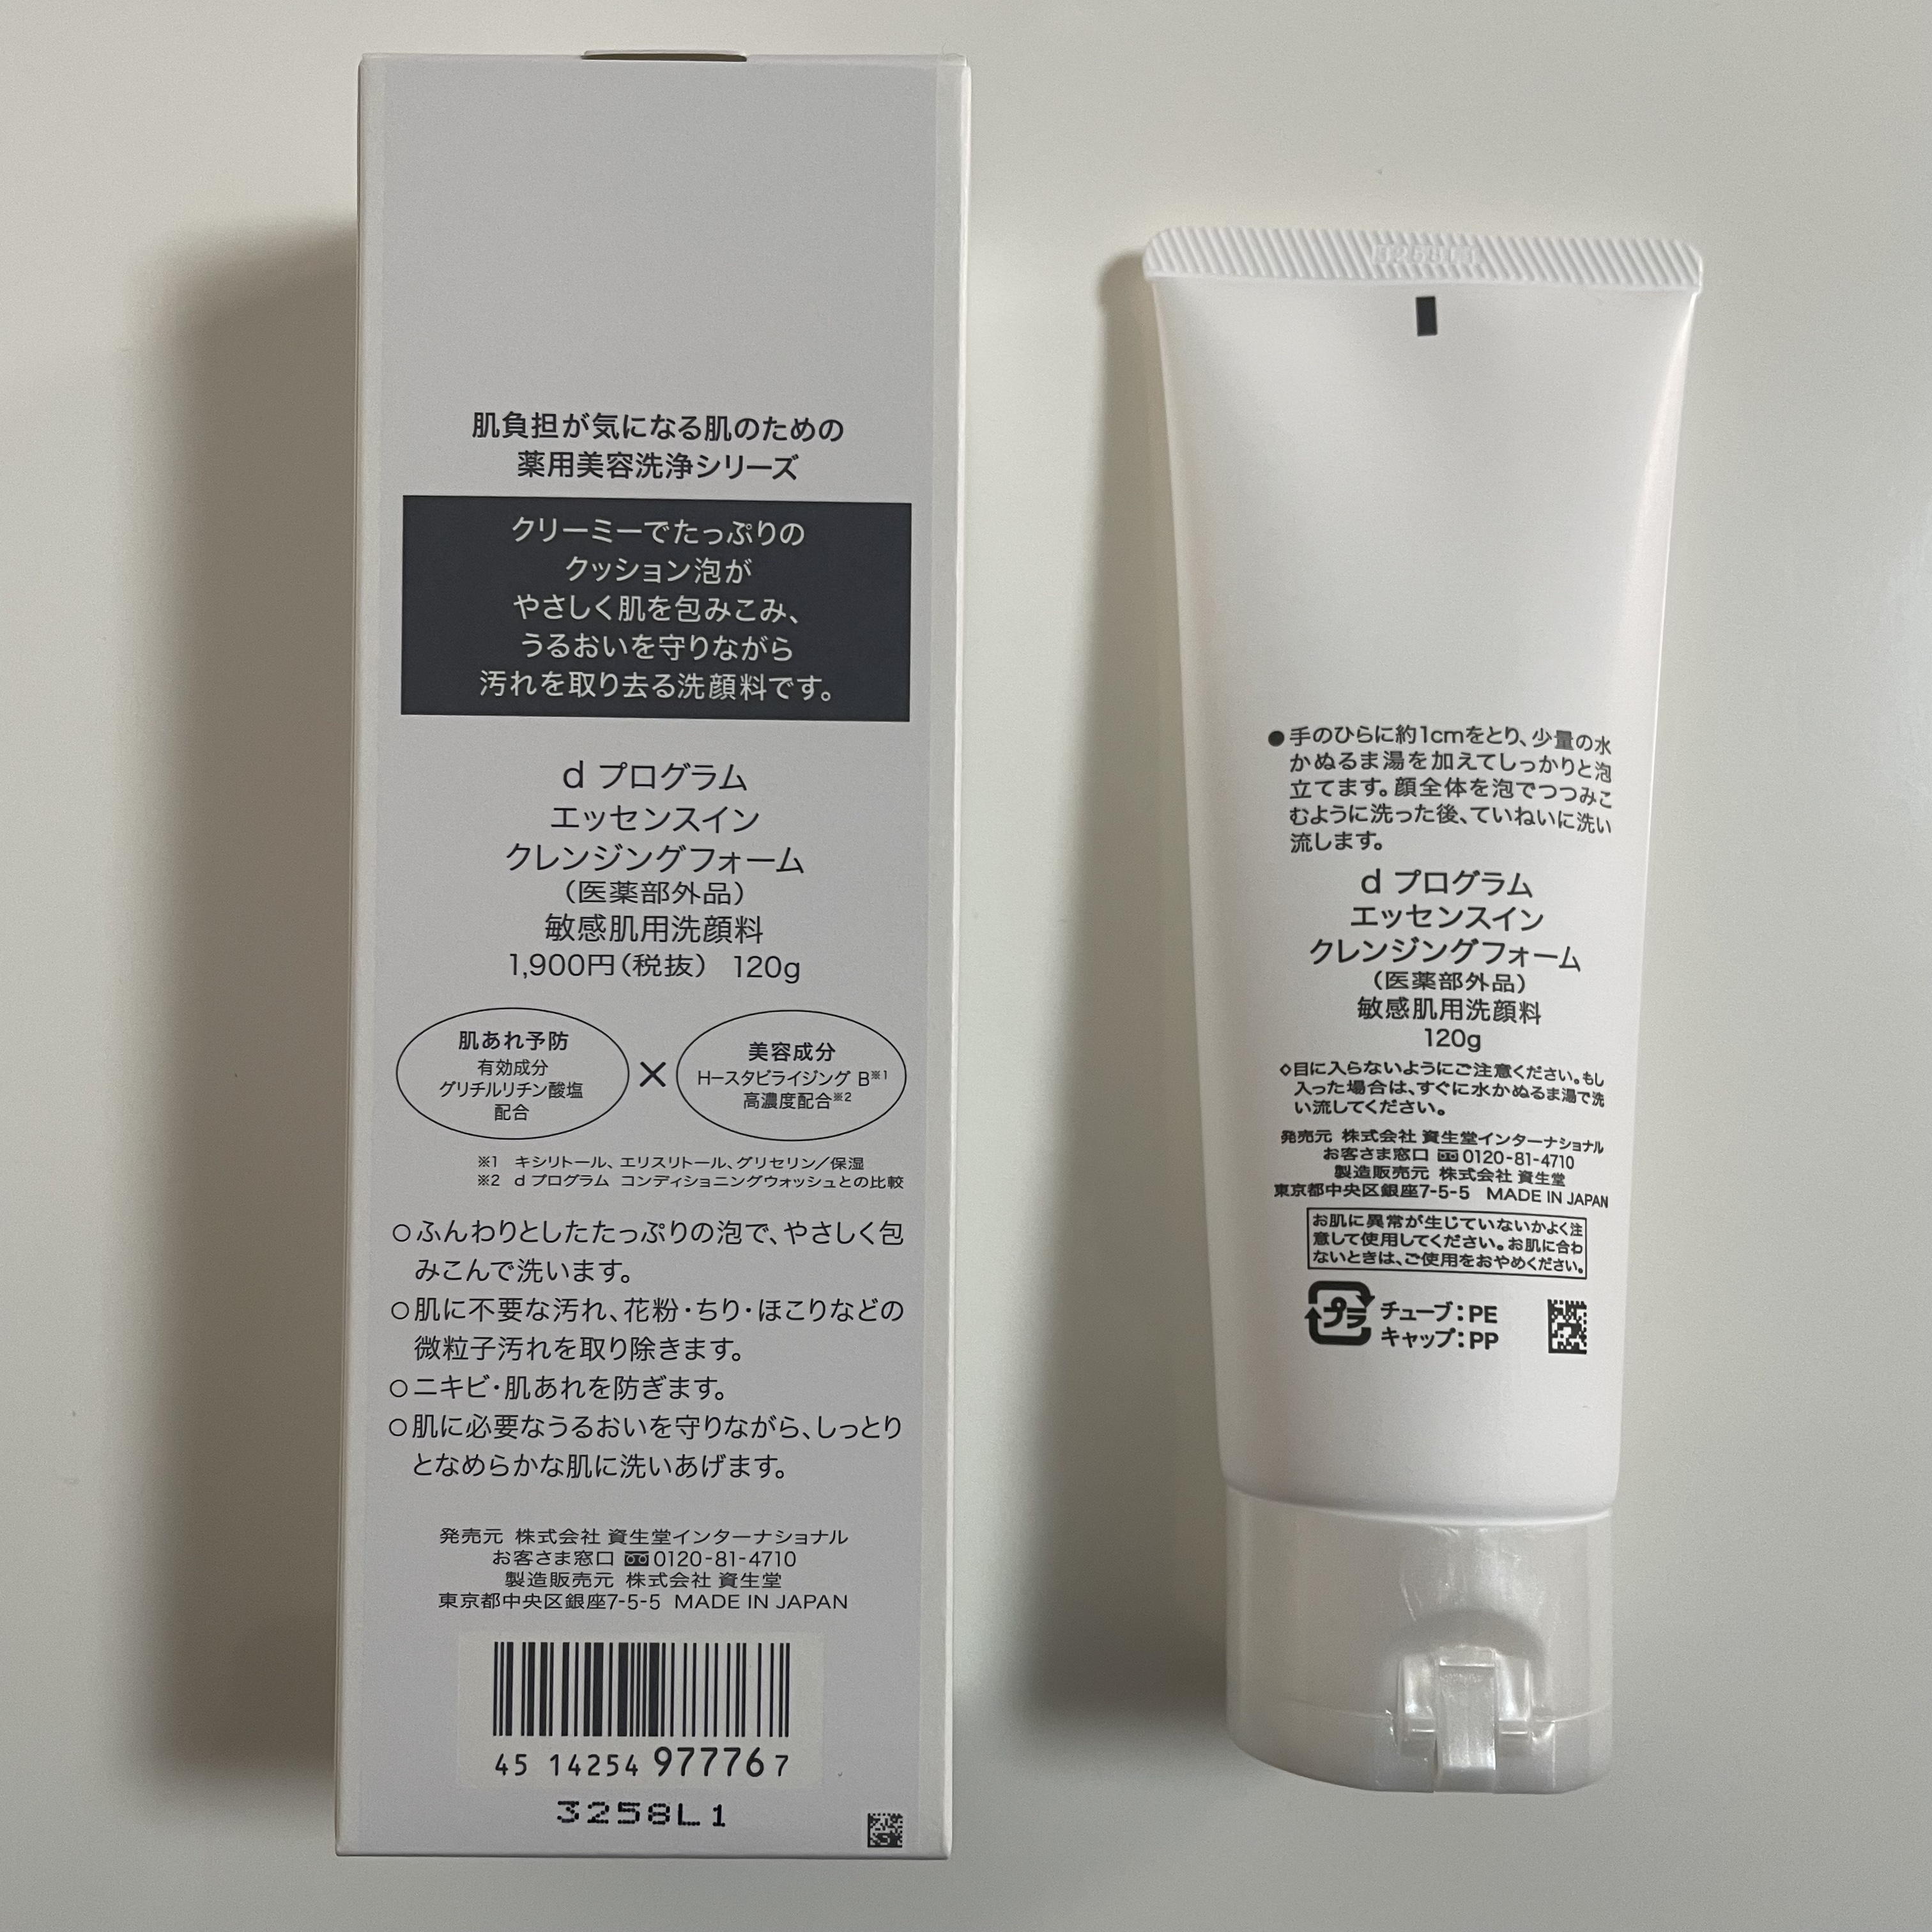 肌負担が気になる肌のための
薬用美容洗浄シリーズ
クリーミーでたっぷりの
クッション泡が
やさしく肌を包みこみ、
うるおいを守りながら
汚れを取り去る洗顔料です。
d プログラム
エッセンスイン
クレンジングフォーム
（医薬部外品）
敏感肌用洗顔料
1,900円（税抜） 120g
肌あれ予防
有効成分
グリチルリチン酸塩
配合
×
美容成分
Hースタビライジング B※1
高濃度配合※2
※1 キシリトール、エリスリトール、グリセリン／保湿
※2 d プログラム コンディショニングウォッシュとの比較
○ふんわりとしたたっぷりの泡で、やさしく包
みこんで洗います。
○肌に不要な汚れ、花粉・ちり・ほこりなどの
微粒子汚れを取り除きます。
○ニキビ・肌あれを防ぎます。
○肌に必要なうるおいを守りながら、しっとり
となめらかな肌に洗いあげます。
発売元 株式会社 資生堂インターナショナル
お客さま窓口 0120-81-4710
製造販売元 株式会社 資生堂
東京都中央区銀座7-5-5 MADE IN JAPAN
45 14254 97776 7
3258L1
3258L1
●手のひらに約1cmをとり、少量の水
かぬるま湯を加えてしっかりと泡
立てます。顔全体を泡でつつみこ
むように洗った後、ていねいに洗い
流します。
d プログラム
エッセンスイン
クレンジングフォーム
（医薬部外品）
敏感肌用洗顔料
120g
◇目に入らないようにご注意ください。もし
入った場合は、すぐに水かぬるま湯で洗
い流してください。
発売元 株式会社 資生堂インターナショナル
お客さま窓口 0120-81-4710
製造販売元 株式会社 資生堂
東京都中央区銀座7-5-5 MADE IN JAPAN
お肌に異常が生じていないかよく注
意して使用してください。お肌に合わ
ないときは、ご使用をおやめください。
プラ チューブ：PE
キャップ：PP